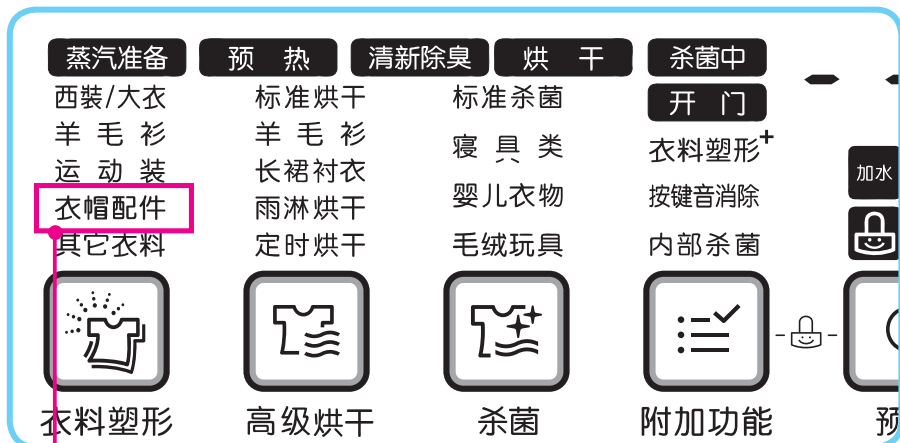 蒸汽准备 预 热 清新除臭 烘 干 杀菌中
西裝/大衣 标准烘干 标准杀菌 开 门
羊 毛 衫 羊 毛 衫 寝 具 类 衣料塑形+
运 动 装 长裙衬衣 加水
衣帽配件 雨淋烘干 婴儿衣物 按键音消除
其它衣料 定时烘干 毛绒玩具 内部杀菌
衣料塑形 高级烘干 杀菌 附加功能 预